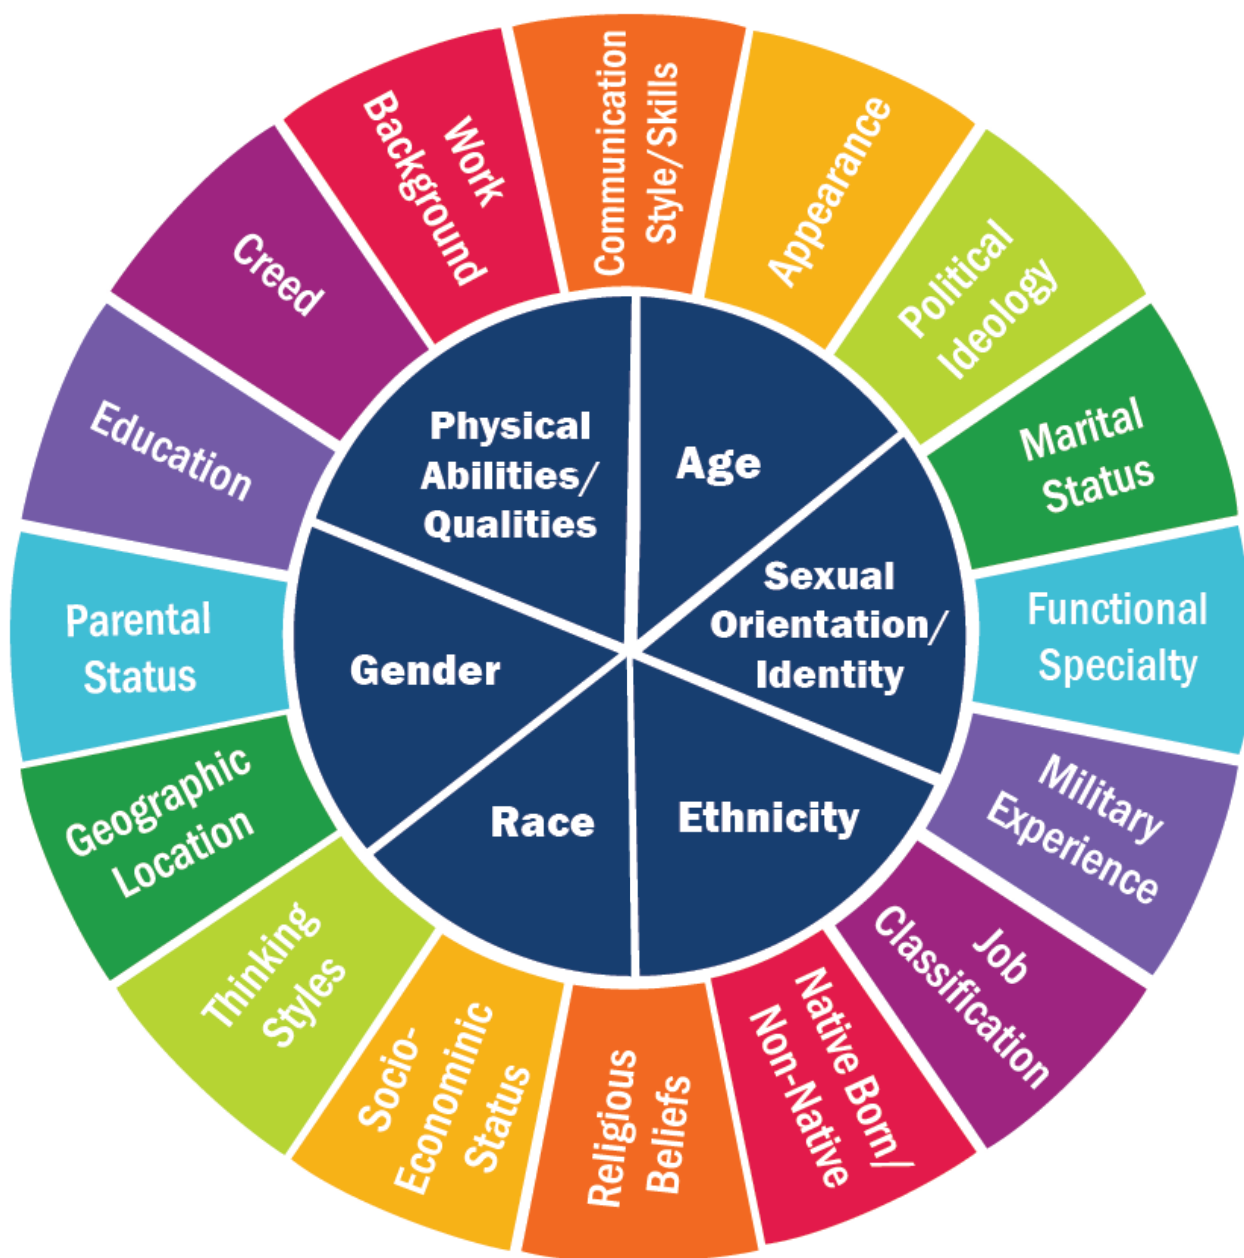 Communication
Style/Skills
Appearance
Political
Ideology
Marital
Status
Functional
Specialty
Military
Experience
Job
Classification
Native Born/
Non-Native
Religious
Beliefs
Socio-
Econominic
Status
Thinking
Styles
Geographic
Location
Parental
Status
Education
Creed
Work
Background
Physical
Abilities/
Qualities
Age
Sexual
Orientation/
Identity
Ethnicity
Race
Gender